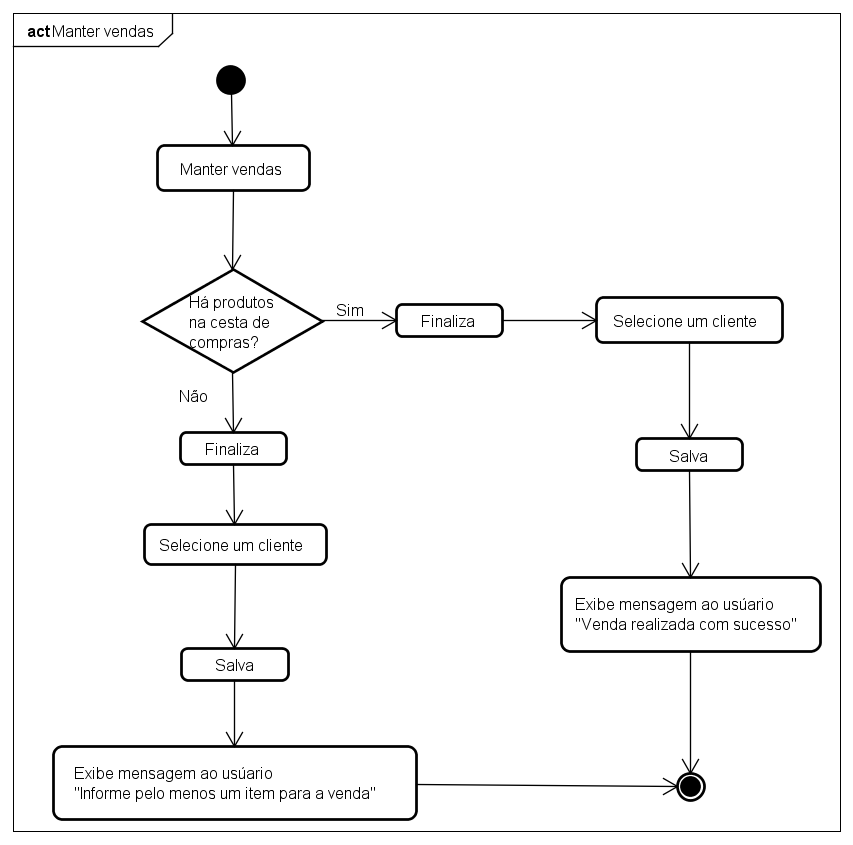 act Manter vendas
Manter vendas
Há produtos
na cesta de
compras?
Sim
Finaliza
Selecione um cliente
Salva
Exibe mensagem ao usúario
"Venda realizada com sucesso"
Não
Finaliza
Selecione um cliente
Salva
Exibe mensagem ao usúario
"Informe pelo menos um item para a venda"